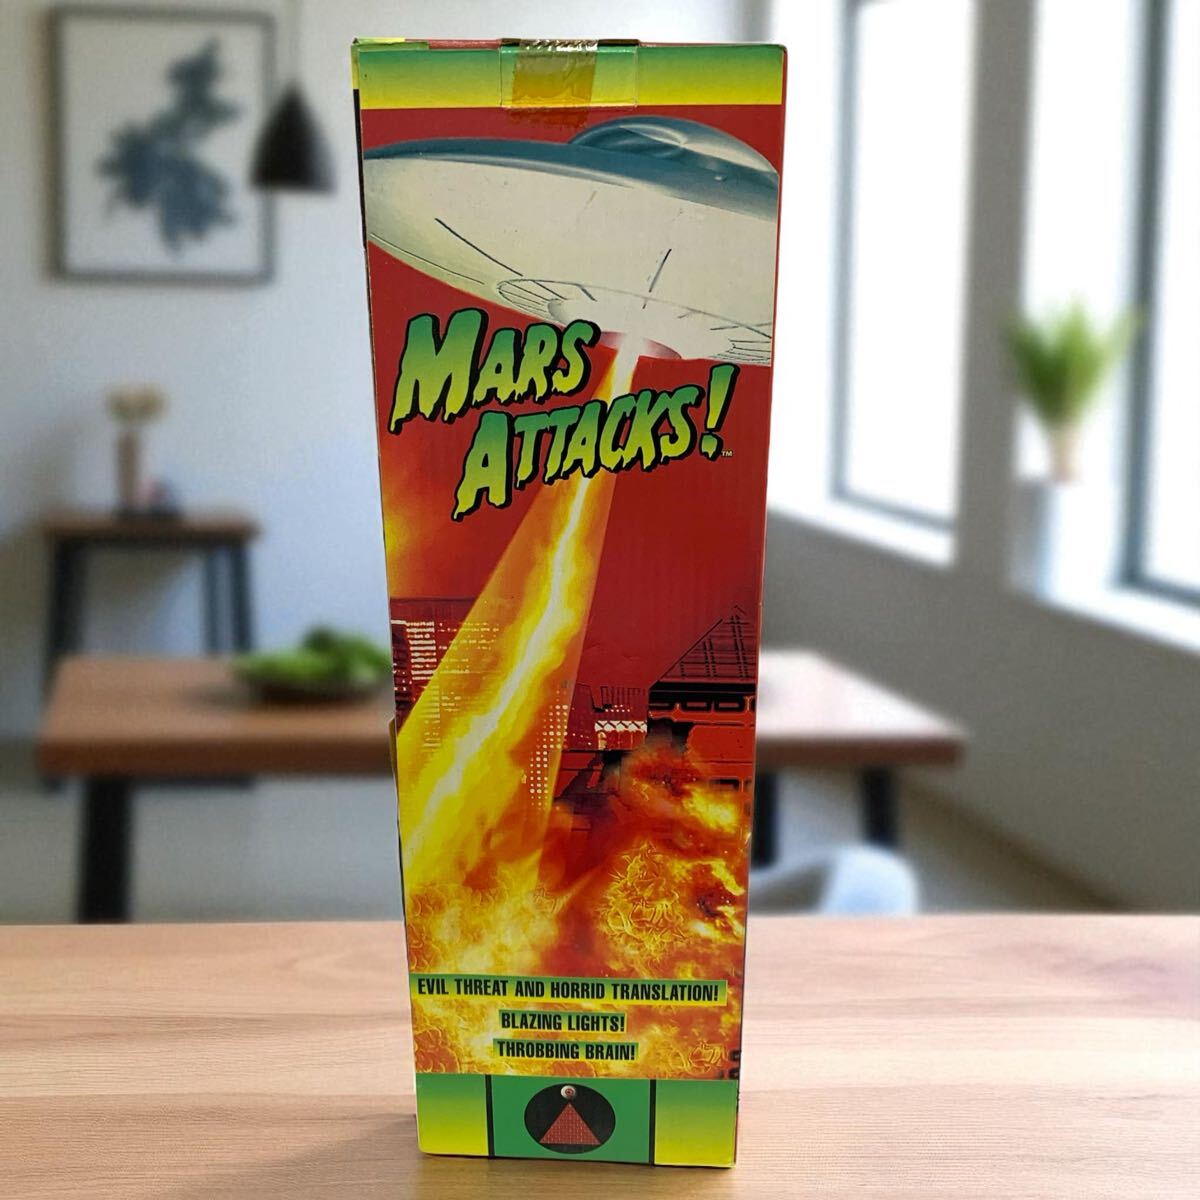 MARS
ATTACKS!™
EVIL THREAT AND HORRID TRANSLATION!
BLAZING LIGHTS!
THROBBING BRAIN!